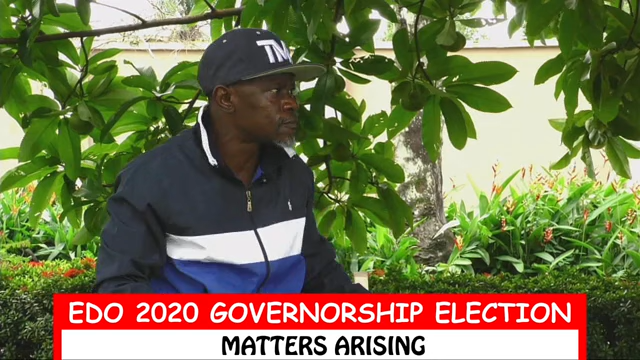 TM
EDO 2020 GOVERNORSHIP ELECTION
MATTERS ARISING